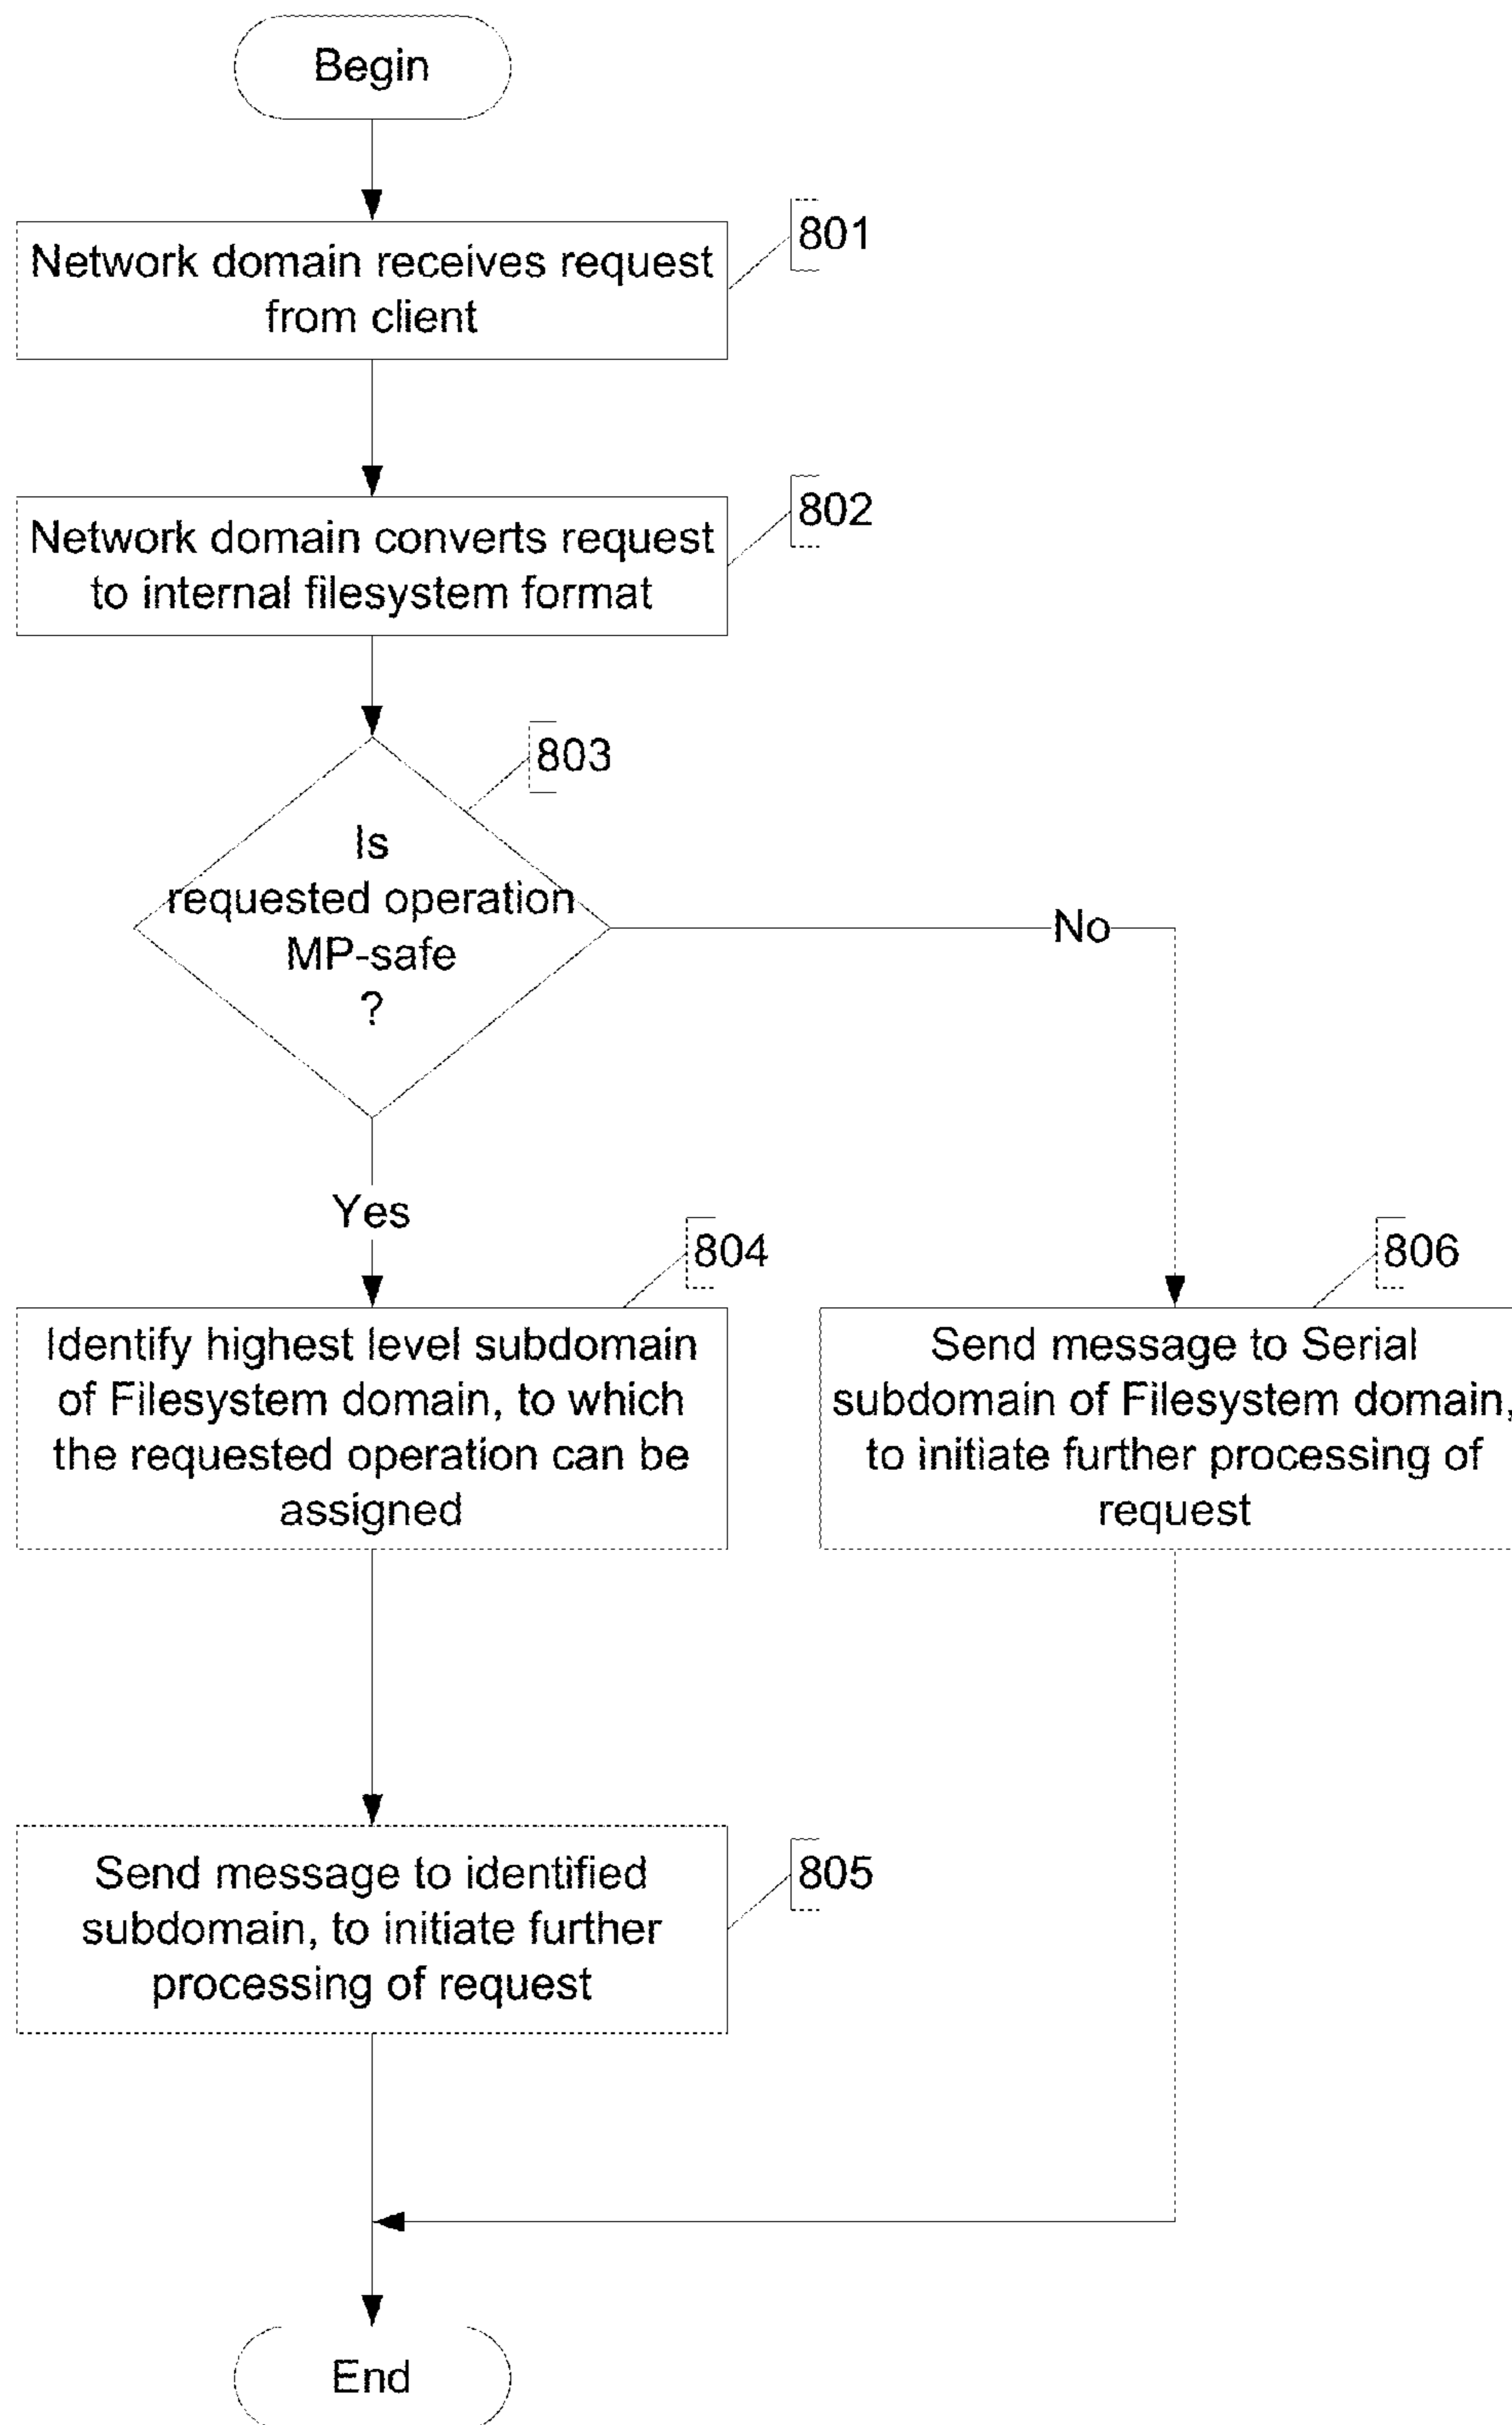 Begin
801
Network domain receives request
from client
802
Network domain converts request
to internal filesystem format
803
Is
requested operation
MP-safe
?
No
Yes
804
806
Identify highest level subdomain
of Filesystem domain, to which
the requested operation can be
assigned
Send message to Serial
subdomain of Filesystem domain,
to initiate further processing of
request
805
Send message to identified
subdomain, to initiate further
processing of request
End